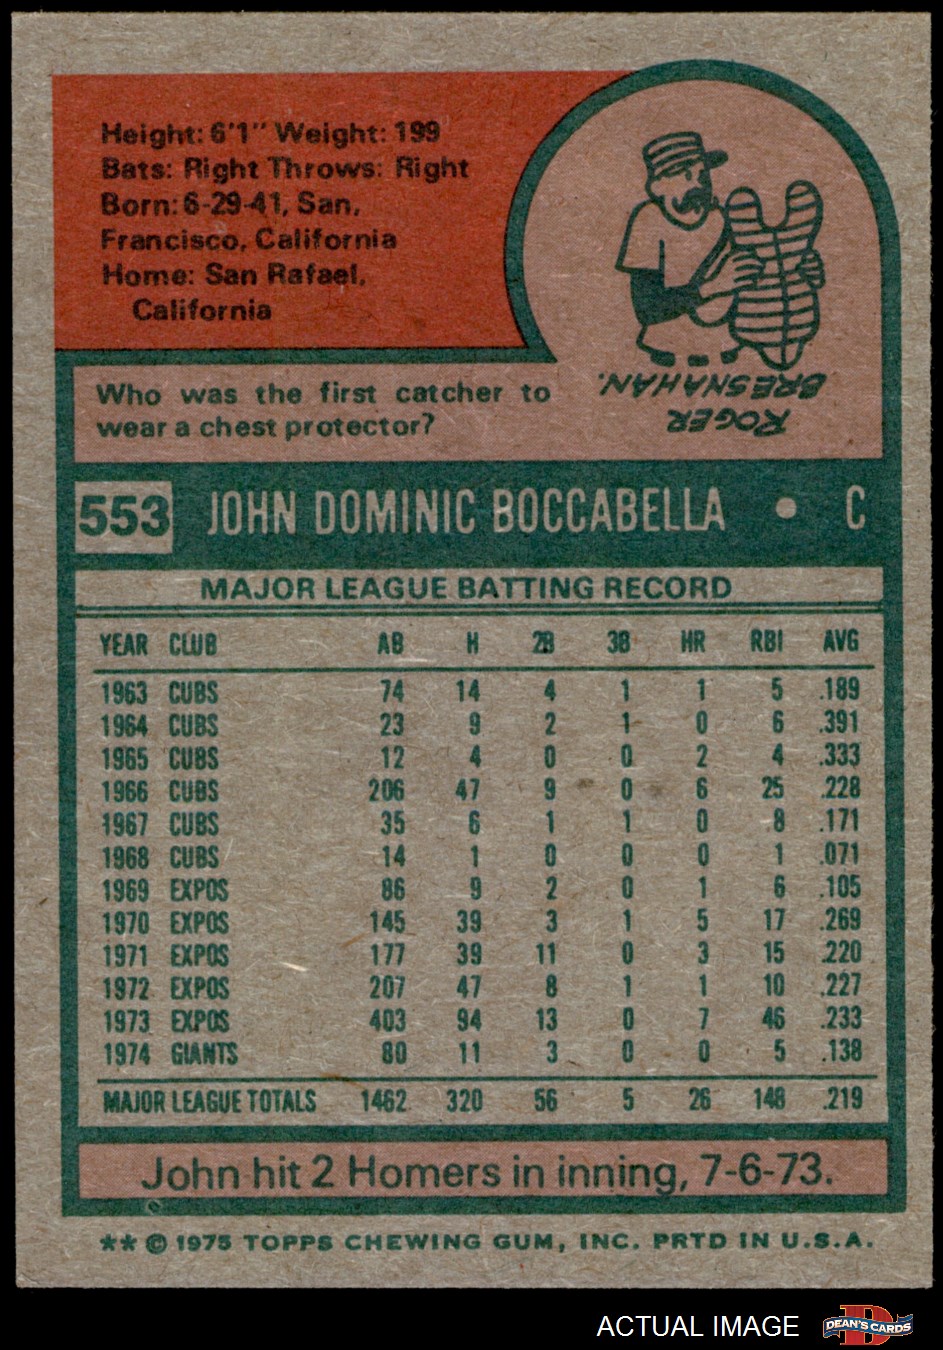 Height: 6'1" Weight: 199
Bats: Right Throws: Right
Born: 6-29-41, San,
Francisco, California
Home: San Rafael,
California
Who was the first catcher to
wear a chest protector?
ROGER
BRESNAHAN.
553 JOHN DOMINIC BOCCABELLA • C
MAJOR LEAGUE BATTING RECORD
YEAR CLUB AB H 2B 3B HR RBI AVG
1963 CUBS 74 14 4 1 1 5 .189
1964 CUBS 23 9 2 1 0 6 .391
1965 CUBS 12 4 0 0 2 4 .333
1966 CUBS 206 47 9 0 6 25 .228
1967 CUBS 35 6 1 1 0 8 .171
1968 CUBS 14 1 0 0 0 1 .071
1969 EXPOS 86 9 2 0 1 6 .105
1970 EXPOS 145 39 3 1 5 17 .269
1971 EXPOS 177 39 11 0 3 15 .220
1972 EXPOS 207 47 8 1 1 10 .227
1973 EXPOS 403 94 13 0 7 46 .233
1974 GIANTS 80 11 3 0 0 5 .138
MAJOR LEAGUE TOTALS 1462 320 56 5 26 148 .219
John hit 2 Homers in inning, 7-6-73.
** © 1975 TOPPS CHEWING GUM, INC. PRTD IN U.S.A.
ACTUAL IMAGE DEAN'S CARDS